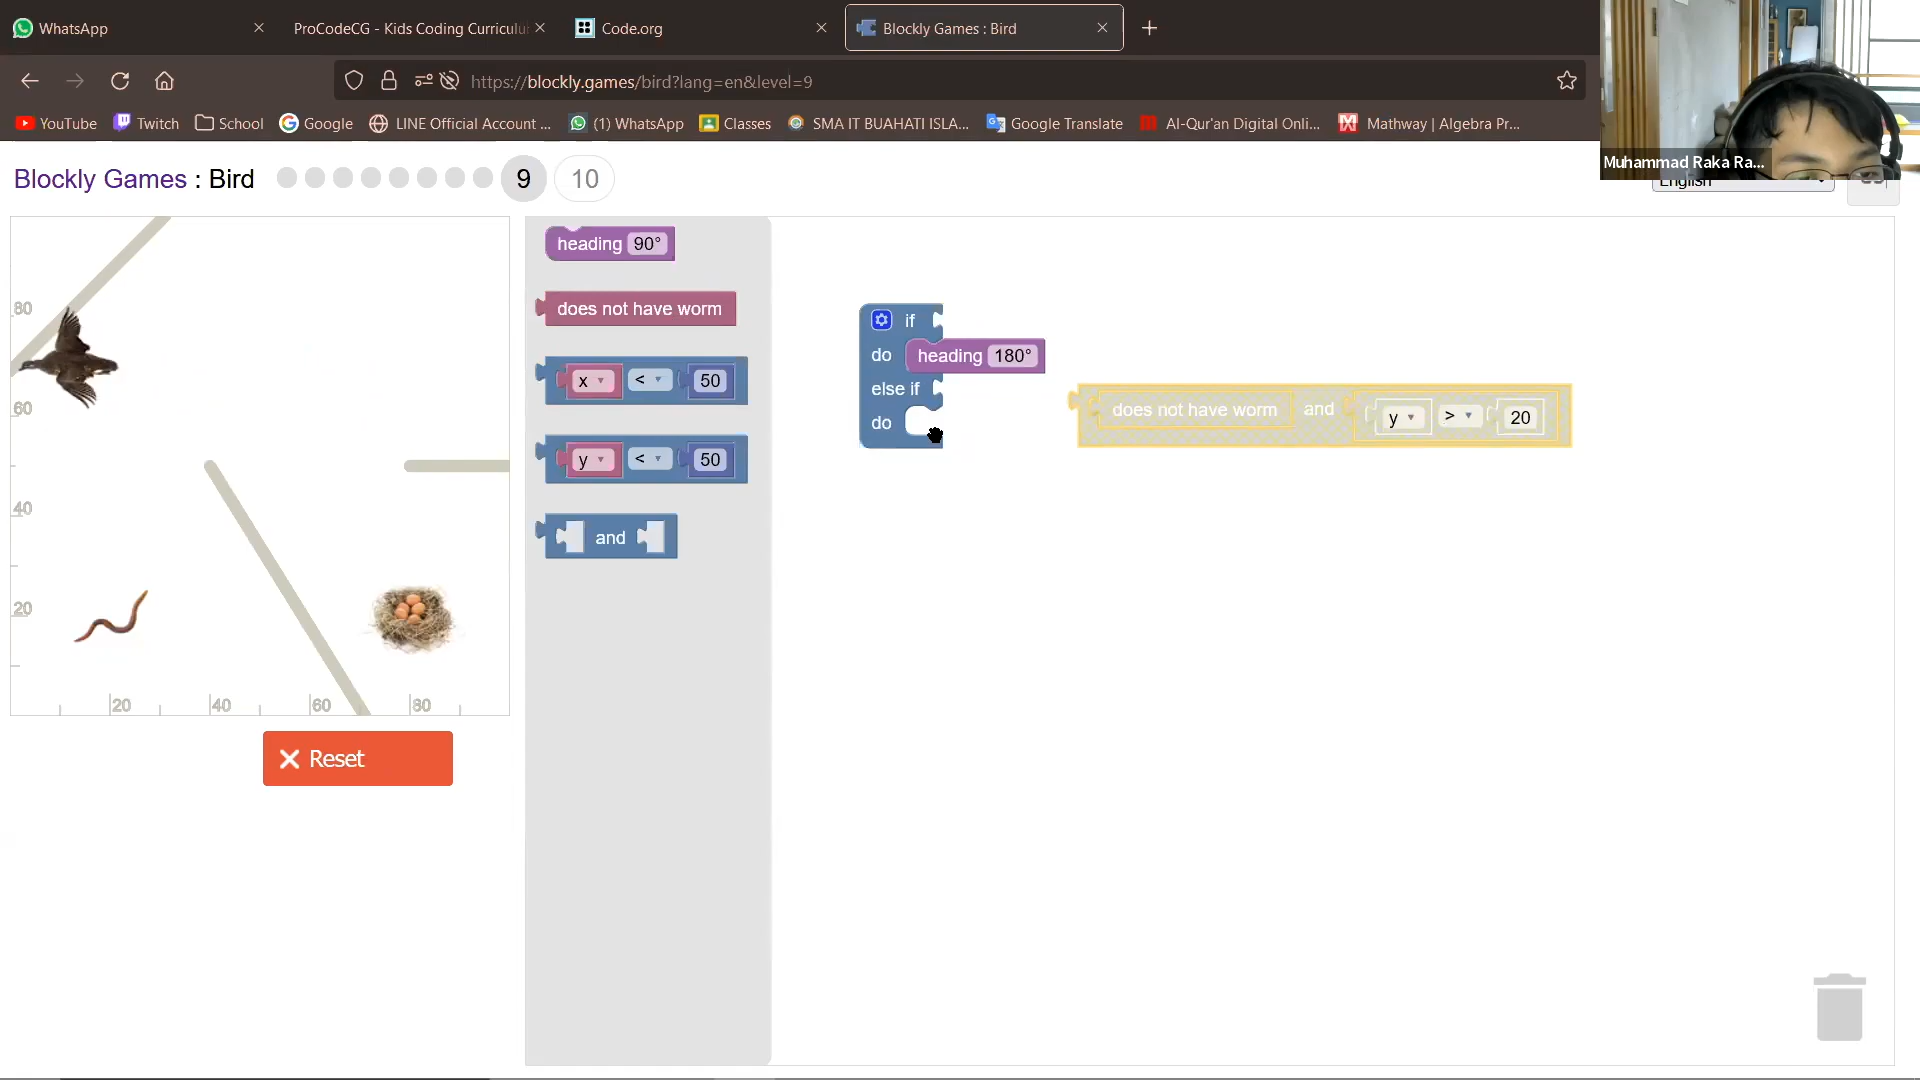 WhatsApp
ProCodeCG - Kids Coding Curricul
Code.org
Blockly Games : Bird
https://blockly.games/bird?lang=en&level=9
YouTube
Twitch
School
Google
LINE Official Account ...
(1) WhatsApp
Classes
SMA IT BUAHATI ISLA...
Google Translate
Al-Qur'an Digital Onli...
Mathway | Algebra Pr...
Muhammad Raka Ra...
Blockly Games : Bird
9
10
English
heading 90°
does not have worm
x < 50
y < 50
and
if
do heading 180°
else if
do
does not have worm and y > 20
80
60
40
20
20
40
60
80
Reset